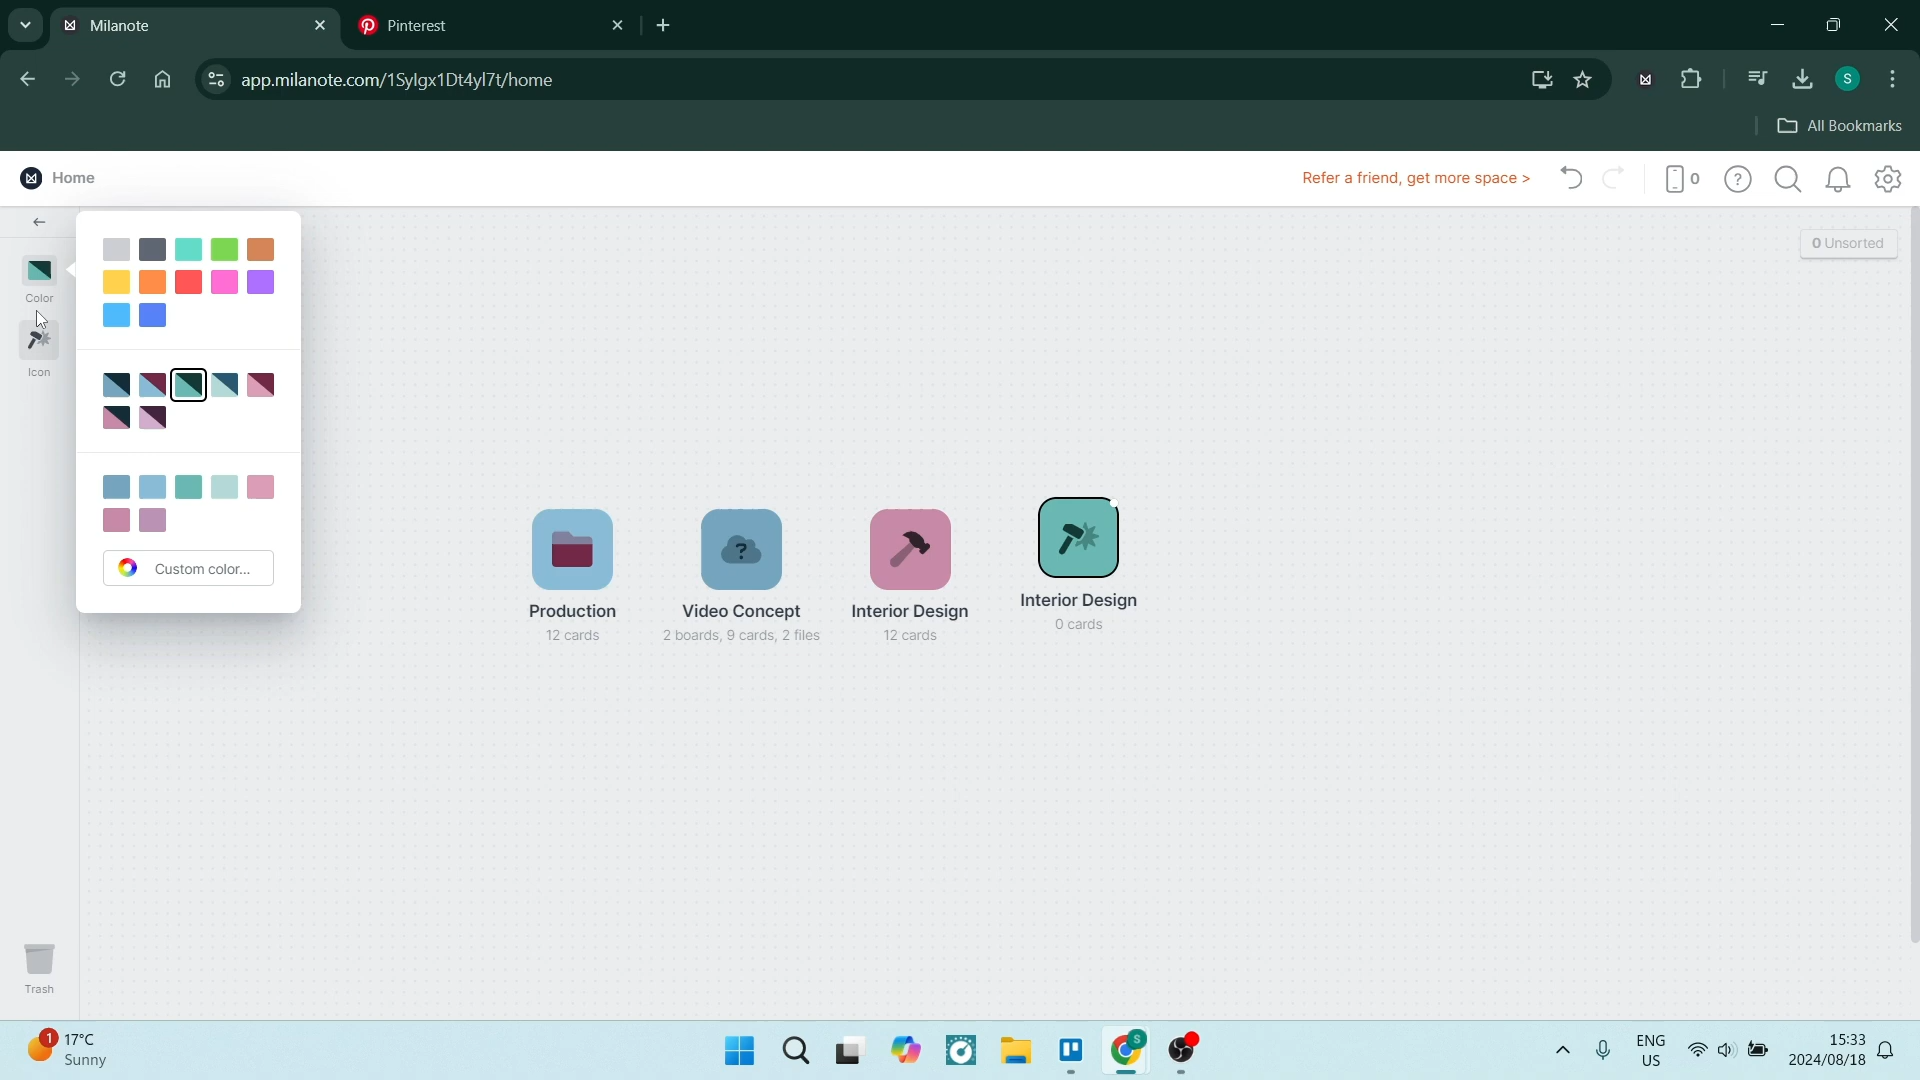 Milanote
Pinterest
app.milanote.com/1Sylgx1Dt4yl7t/home
All Bookmarks
Home
Refer a friend, get more space >
0
?
0 Unsorted
Color
Icon
Custom color...
?
Production
12 cards
Video Concept
2 boards, 9 cards, 2 files
Interior Design
12 cards
Interior Design
0 cards
Trash
1
17°C
Sunny
S
S
ENG
US
15:33
2024/08/18